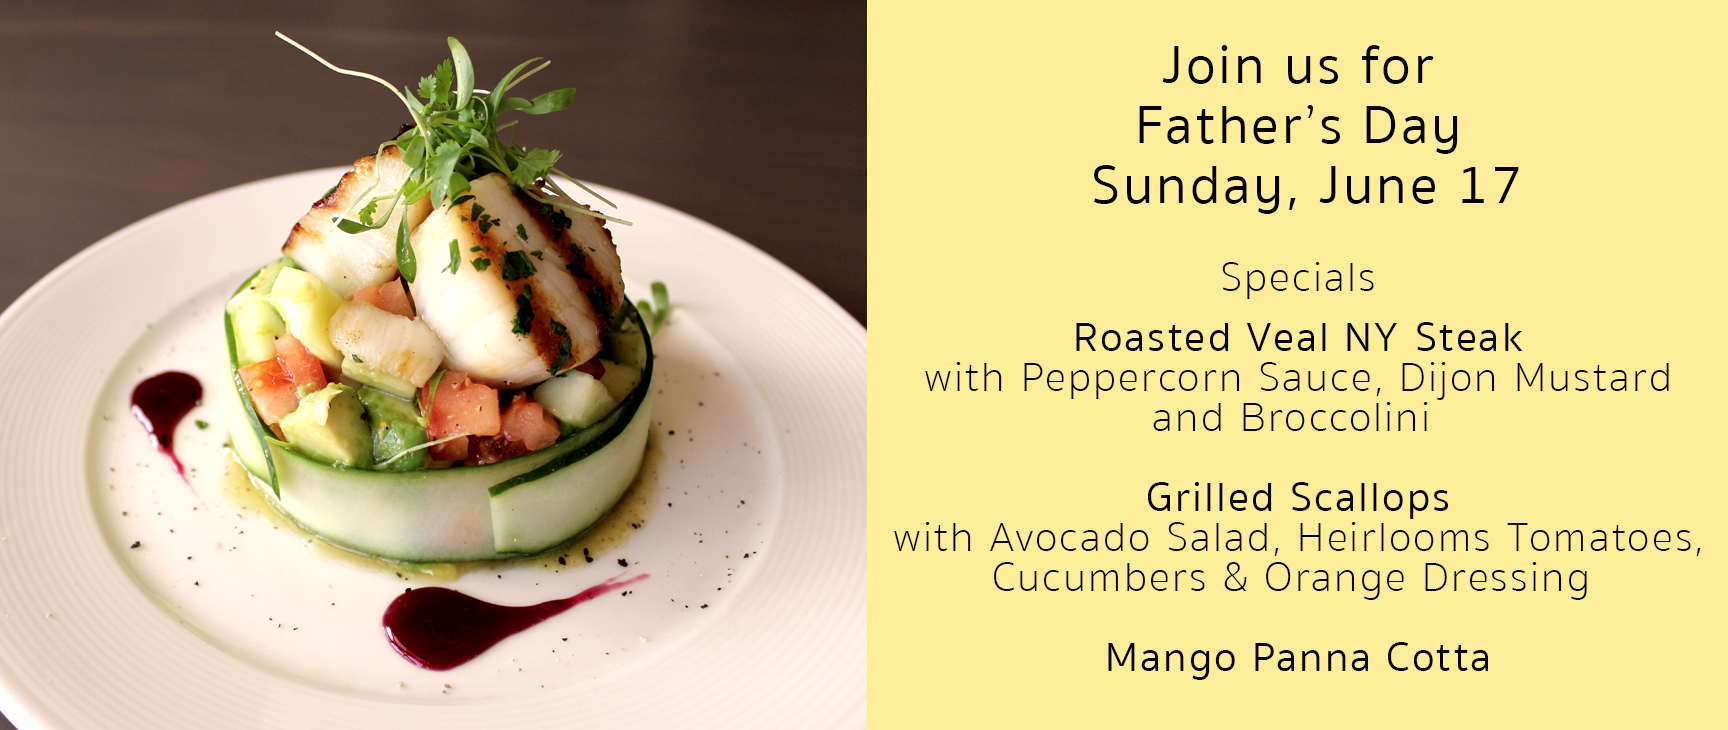 Join us for
Father's Day
Sunday, June 17
Specials
Roasted Veal NY Steak
with Peppercorn Sauce, Dijon Mustard
and Broccolini
Grilled Scallops
with Avocado Salad, Heirlooms Tomatoes,
Cucumbers & Orange Dressing
Mango Panna Cotta